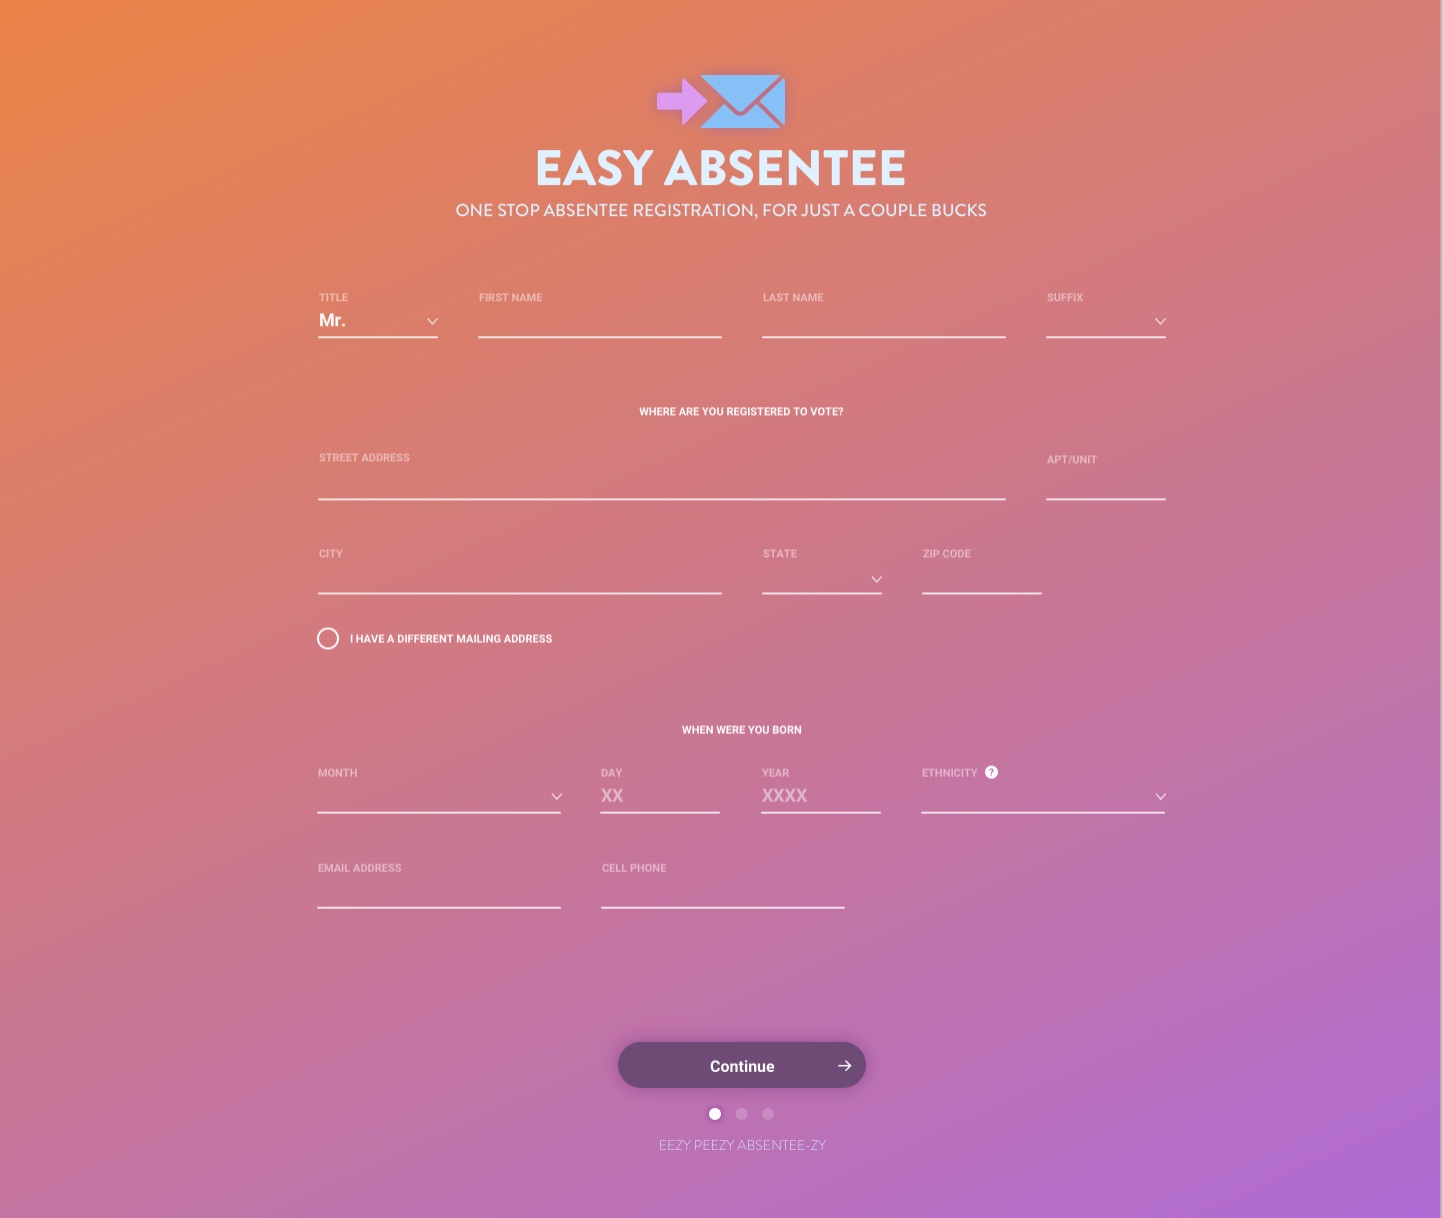 EASY ABSENTEE
ONE STOP ABSENTEE REGISTRATION, FOR JUST A COUPLE BUCKS
TITLE FIRST NAME LAST NAME SUFFIX
Mr.
WHERE ARE YOU REGISTERED TO VOTE?
STREET ADDRESS APT/UNIT
CITY STATE ZIP CODE
I HAVE A DIFFERENT MAILING ADDRESS
WHEN WERE YOU BORN
MONTH DAY YEAR ETHNICITY ?
XX XXXX
EMAIL ADDRESS CELL PHONE
Continue
EEZY PEEZY ABSENTEE-ZY